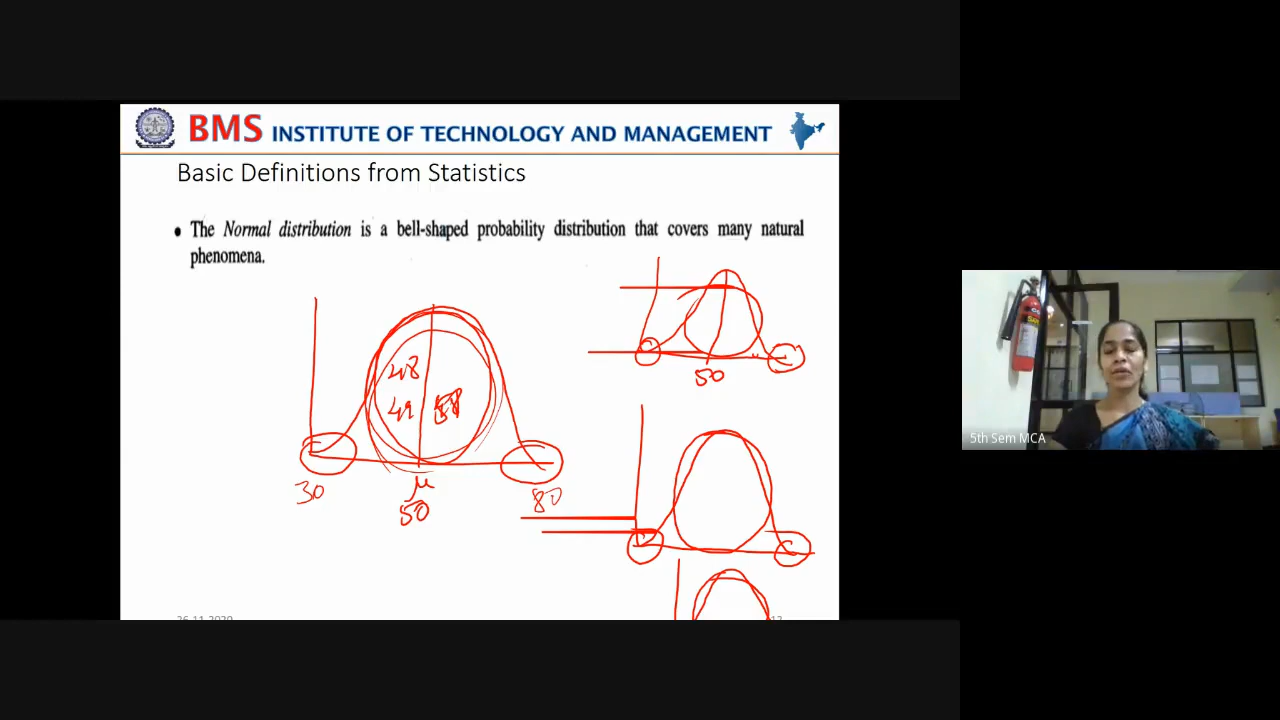 BMS INSTITUTE OF TECHNOLOGY AND MANAGEMENT
Basic Definitions from Statistics
• The Normal distribution is a bell-shaped probability distribution that covers many natural
phenomena.
50
48
49
30
μ
50
80
5th Sem MCA